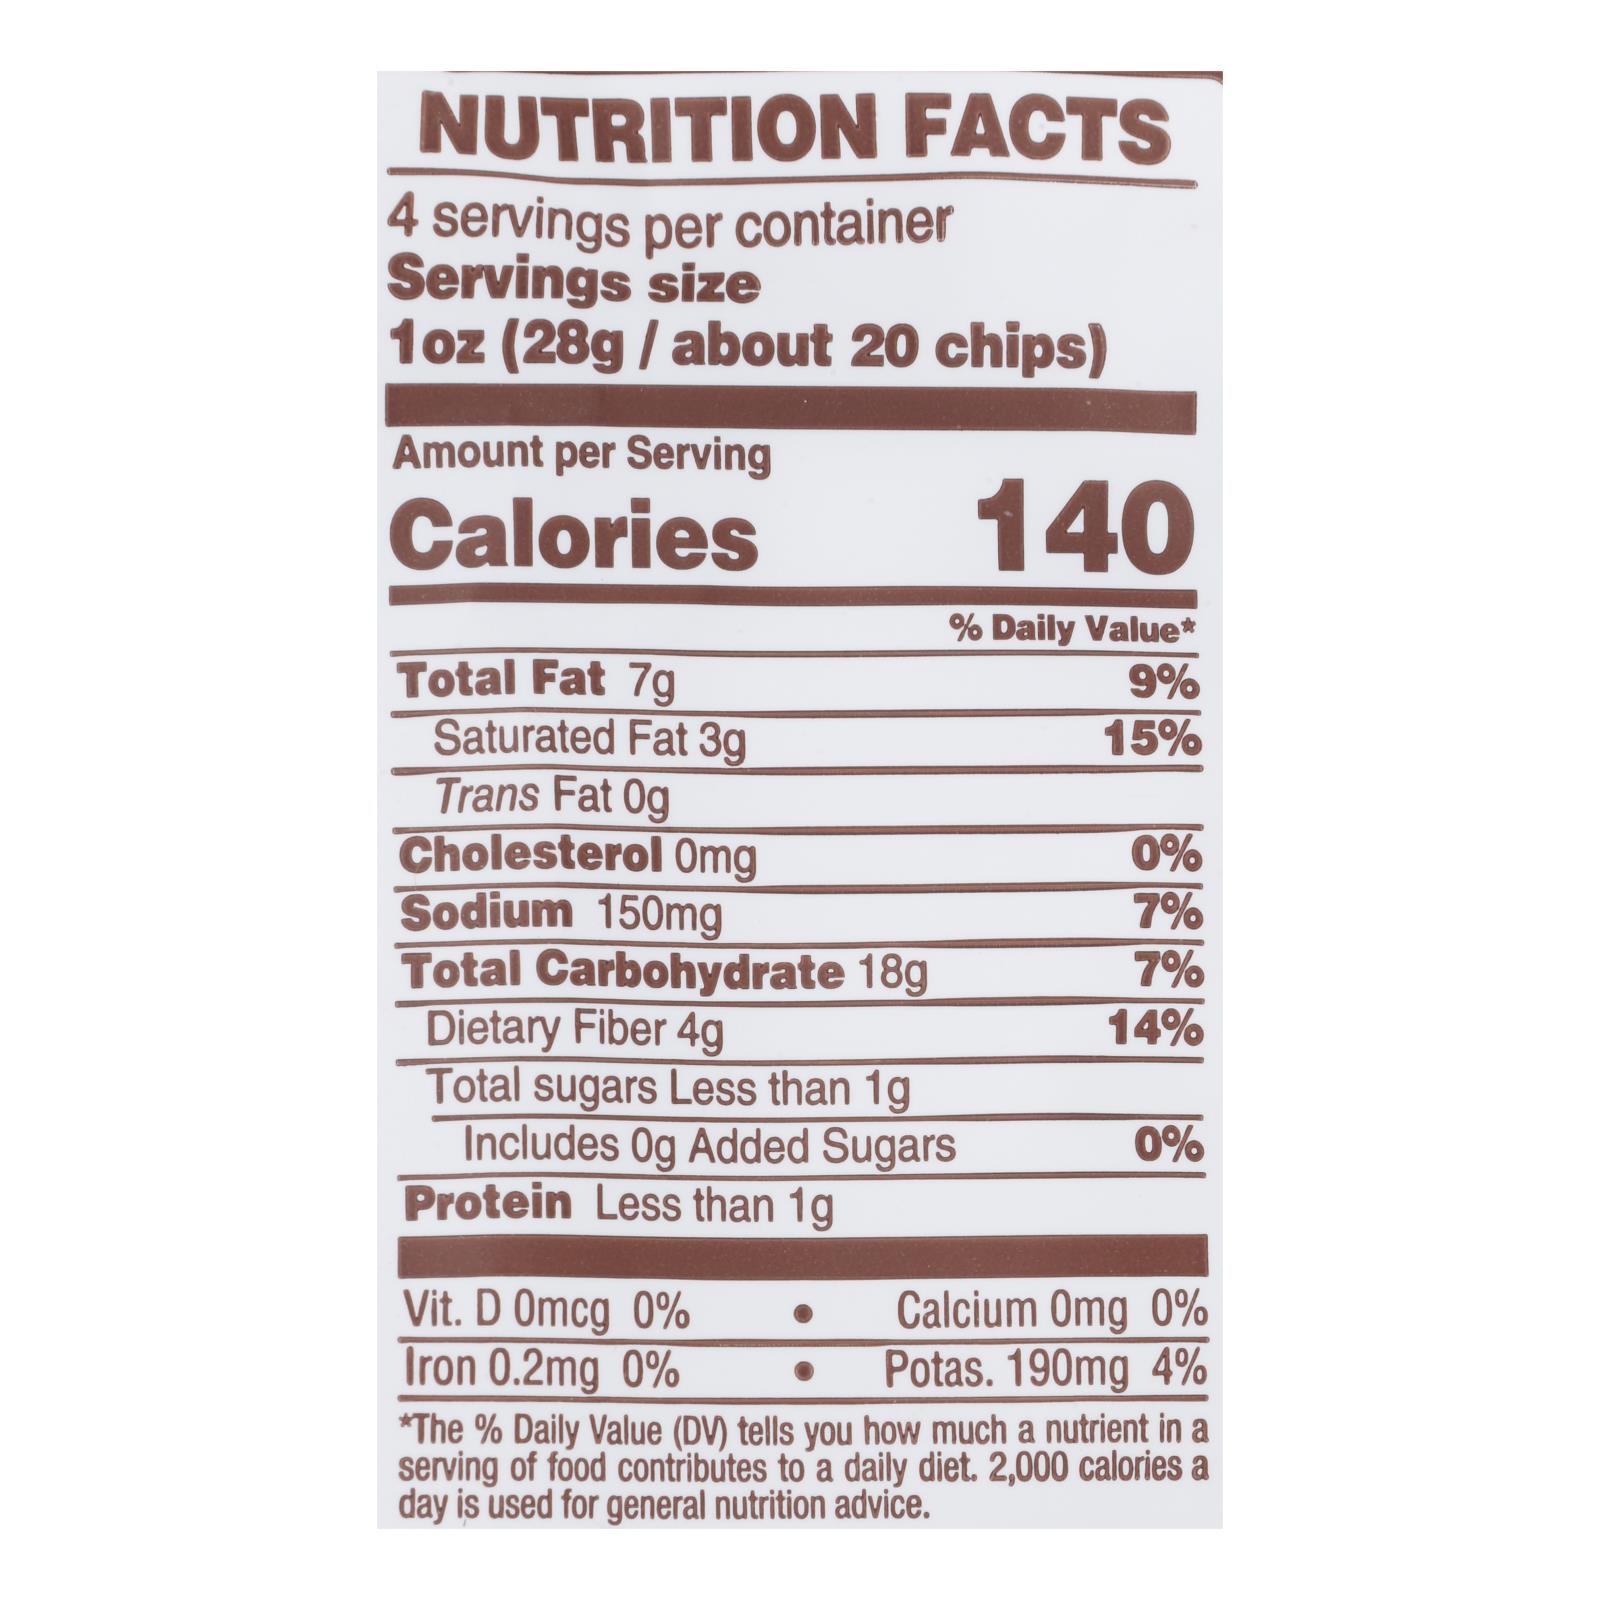 NUTRITION FACTS
4 servings per container
Servings size
1oz (28g / about 20 chips)
Amount per Serving
Calories 140
% Daily Value*
Total Fat 7g 9%
Saturated Fat 3g 15%
Trans Fat 0g
Cholesterol 0mg 0%
Sodium 150mg 7%
Total Carbohydrate 18g 7%
Dietary Fiber 4g 14%
Total sugars Less than 1g
Includes 0g Added Sugars 0%
Protein Less than 1g
Vit. D 0mcg 0% • Calcium 0mg 0%
Iron 0.2mg 0% • Potas. 190mg 4%
*The % Daily Value (DV) tells you how much a nutrient in a
serving of food contributes to a daily diet. 2,000 calories a
day is used for general nutrition advice.